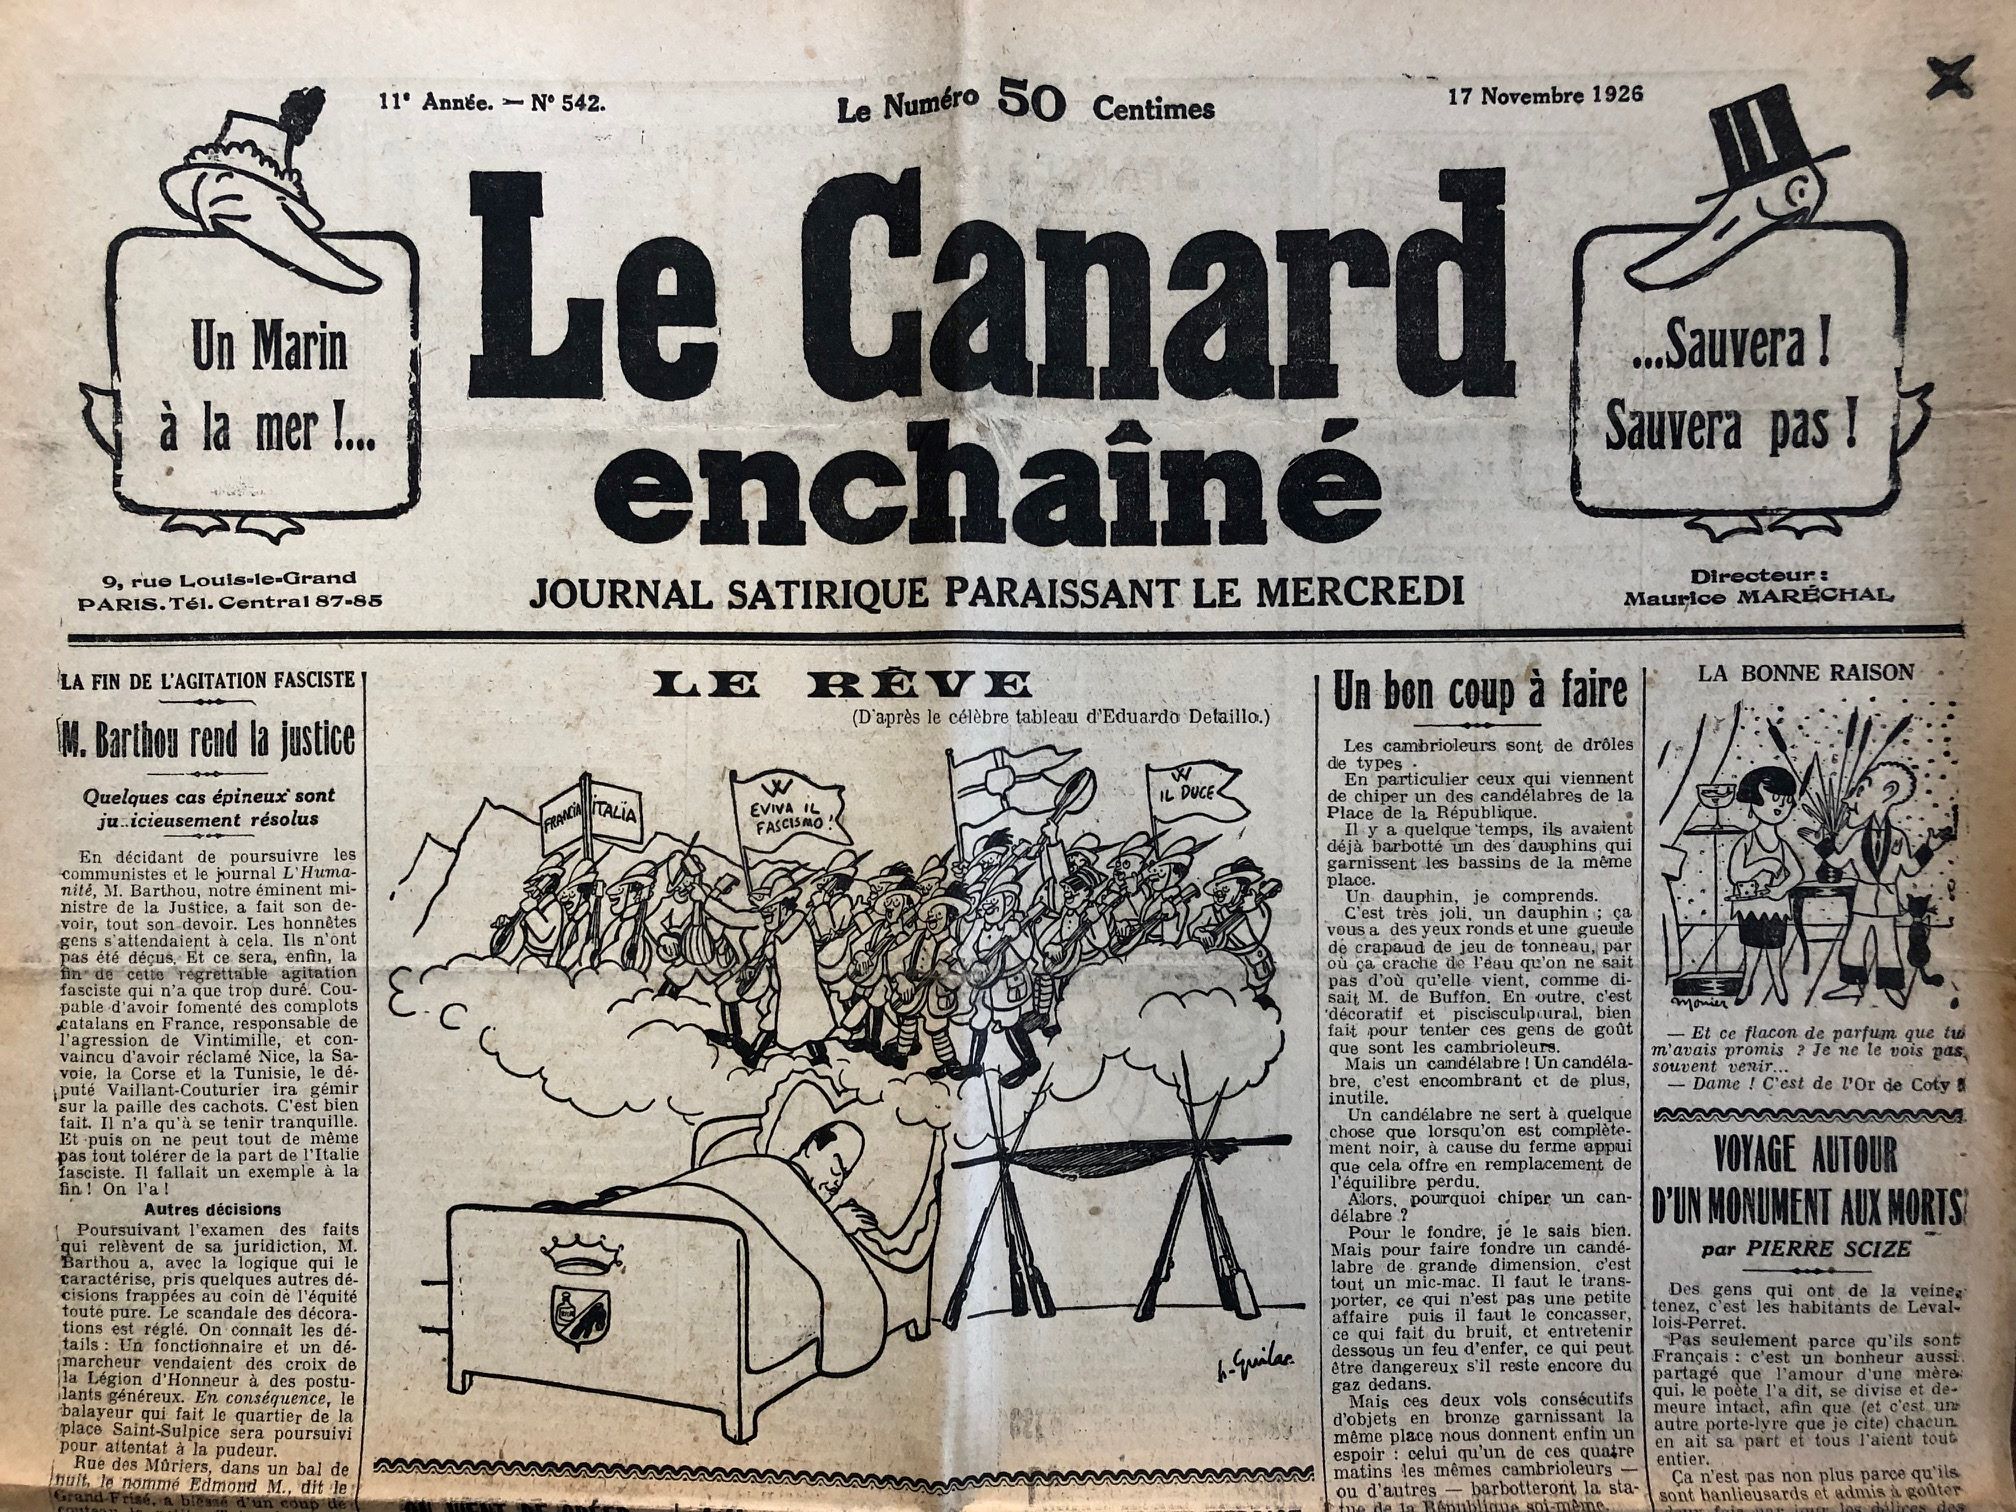 11e Année. — N° 542.
Le Numéro 50 Centimes
17 Novembre 1926
Un Marin
à la mer !...
Le Canard
enchaîné
...Sauvera !
Sauvera pas !
9, rue Louis-le-Grand
PARIS. Tél. Central 87-85
JOURNAL SATIRIQUE PARAISSANT LE MERCREDI
Directeur :
Maurice MARÉCHAL
LA FIN DE L'AGITATION FASCISTE
M. Barthou rend la justice
Quelques cas épineux sont
ju..icieusement résolus
En décidant de poursuivre les
communistes et le journal L'Huma-
nité, M. Barthou, notre éminent mi-
nistre de la Justice, a fait son de-
voir, tout son devoir. Les honnêtes
gens s'attendaient à cela. Ils n'ont
pas été déçus. Et ce sera, enfin, la
fin de cette regrettable agitation
fasciste qui n'a que trop duré. Cou-
pable d'avoir fomenté des complots
catalans en France, responsable de
l'agression de Vintimille, et con-
vaincu d'avoir réclamé Nice, la Sa-
voie, la Corse et la Tunisie, le dé-
puté Vaillant-Couturier ira gémir
sur la paille des cachots. C'est bien
fait. Il n'a qu'à se tenir tranquille.
Et puis on ne peut tout de même
pas tout tolérer de la part de l'Italie
fasciste. Il fallait un exemple à la
fin ! On l'a !
Autres décisions
Poursuivant l'examen des faits
qui relèvent de sa juridiction, M.
Barthou a, avec la logique qui le
caractérise, pris quelques autres dé-
cisions frappées au coin de l'équité
toute pure. Le scandale des décora-
tions est réglé. On connaît les dé-
tails : Un fonctionnaire et un dé-
marcheur vendaient des croix de
la Légion d'Honneur à des postu-
lants généreux. En conséquence, le
balayeur qui fait le quartier de la
place Saint-Sulpice sera poursuivi
pour attentat à la pudeur.
Rue des Mûriers, dans un bal de
nuit, le nommé Edmond M., dit le
Grand-Frisé, a blessé d'un coup de
LE RÊVE
(D'après le célèbre tableau d'Eduardo Detaillo.)
FRANCIA
ITALIA
W
EVIVA IL
FASCISMO !
W
IL DUCE
h. Guilac
Un bon coup à faire
Les cambrioleurs sont de drôles
de types.
En particulier ceux qui viennent
de chiper un des candélabres de la
Place de la République.
Il y a quelque temps, ils avaient
déjà barbotté un des dauphins qui
garnissent les bassins de la même
place.
Un dauphin, je comprends.
C'est très joli, un dauphin ; ça
vous a des yeux ronds et une gueule
de crapaud de jeu de tonneau, par
où ça crache de l'eau qu'on ne sait
pas d'où qu'elle vient, comme di-
sait M. de Buffon. En outre, c'est
décoratif et piscisculptural, bien
fait pour tenter ces gens de goût
que sont les cambrioleurs.
Mais un candélabre ! Un candéla-
bre, c'est encombrant et de plus,
inutile.
Un candélabre ne sert à quelque
chose que lorsqu'on est complète-
ment noir, à cause du ferme appui
que cela offre en remplacement de
l'équilibre perdu.
Alors, pourquoi chiper un can-
délabre ?
Pour le fondre, je le sais bien.
Mais pour faire fondre un candé-
labre de grande dimension, c'est
tout un mic-mac. Il faut le trans-
porter, ce qui n'est pas une petite
affaire puis il faut le concasser,
ce qui fait du bruit, et entretenir
dessous un feu d'enfer, ce qui peut
être dangereux s'il reste encore du
gaz dedans.
Mais ces deux vols consécutifs
d'objets en bronze garnissant la
même place nous donnent enfin un
espoir : celui qu'un de ces quatre
matins les mêmes cambrioleurs —
ou d'autres — barbotteront la sta-
tue de la République soi-même.
LA BONNE RAISON
Monier
— Et ce flacon de parfum que tu
m'avais promis ? Je ne le vois pas
souvent venir...
— Dame ! C'est de l'Or de Coty !
VOYAGE AUTOUR
D'UN MONUMENT AUX MORTS
par PIERRE SCIZE
Des gens qui ont de la veine,
tenez, c'est les habitants de Leval-
lois-Perret.
Pas seulement parce qu'ils sont
Français : c'est un bonheur aussi
partagé que l'amour d'une mère
qui, le poète l'a dit, se divise et de-
meure intact, afin que (et c'est un
autre porte-lyre que je cite) chacun
en ait sa part et tous l'aient tout
entier.
Ça n'est pas non plus parce qu'ils
sont banlieusards et admis à goûter